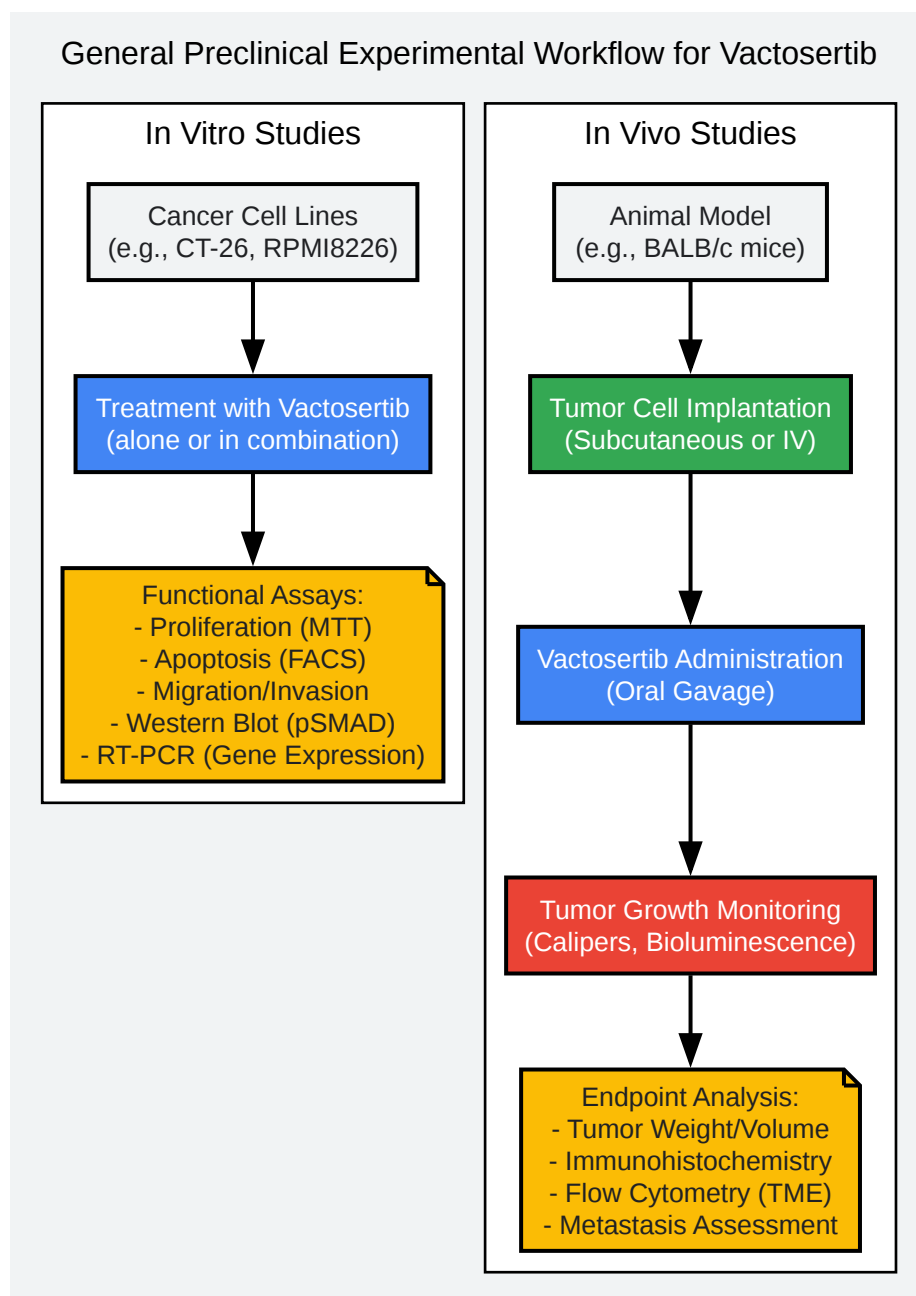 General Preclinical Experimental Workflow for Vactosertib
In Vitro Studies
Cancer Cell Lines
(e.g., CT-26, RPMI8226)
Treatment with Vactosertib
(alone or in combination)
Functional Assays:
- Proliferation (MTT)
- Apoptosis (FACS)
- Migration/Invasion
- Western Blot (pSMAD)
- RT-PCR (Gene Expression)
In Vivo Studies
Animal Model
(e.g., BALB/c mice)
Tumor Cell Implantation
(Subcutaneous or IV)
Vactosertib Administration
(Oral Gavage)
Tumor Growth Monitoring
(Calipers, Bioluminescence)
Endpoint Analysis:
- Tumor Weight/Volume
- Immunohistochemistry
- Flow Cytometry (TME)
- Metastasis Assessment